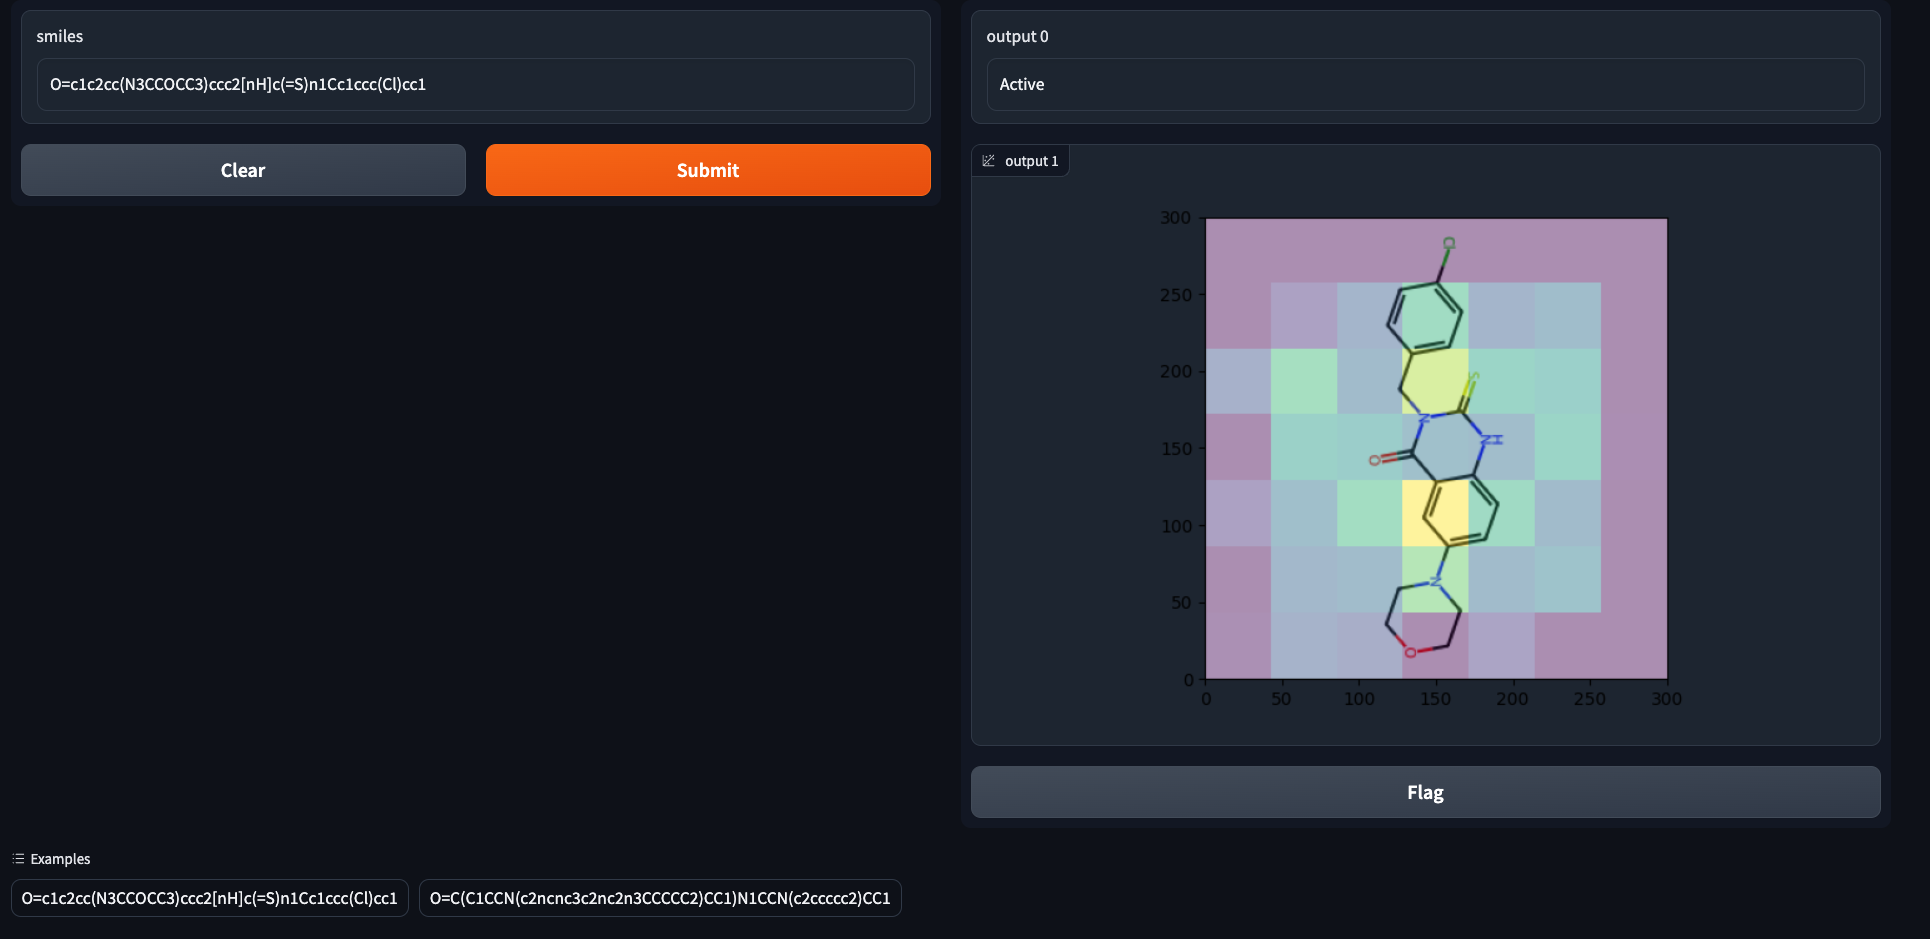 smiles
O=c1c2cc(N3CCOCC3)ccc2[nH]c(=S)n1Cc1ccc(Cl)cc1
Clear
Submit
output 0
Active
output 1
300
250
200
150
100
50
0
0 50 100 150 200 250 300
Cl
S
N
NH
O
N
O
Flag
Examples
O=c1c2cc(N3CCOCC3)ccc2[nH]c(=S)n1Cc1ccc(Cl)cc1
O=C(C1CCN(c2ncnc3c2nc2n3CCCCC2)CC1)N1CCN(c2ccccc2)CC1